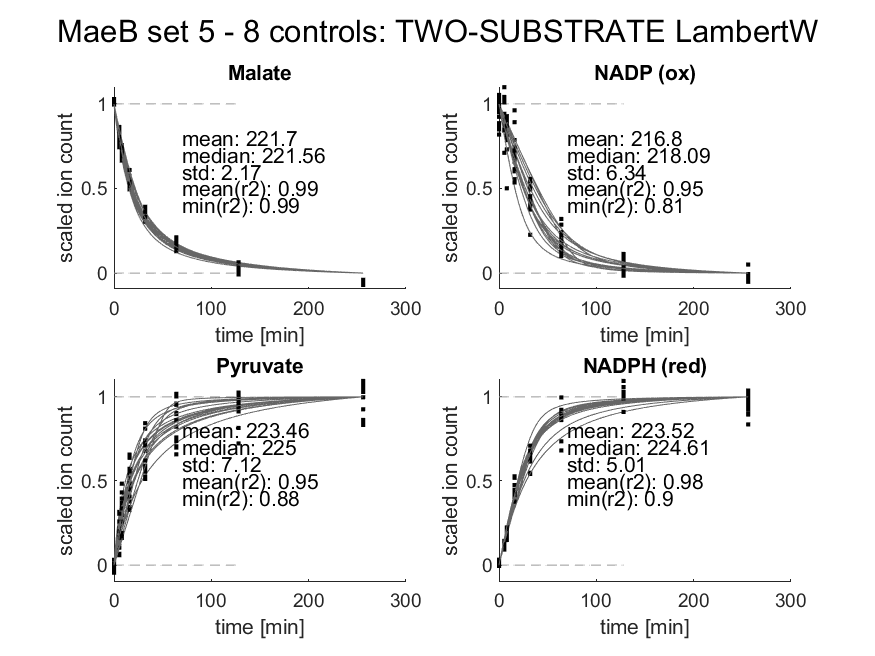 MaeB set 5 - 8 controls: TWO-SUBSTRATE LambertW
Malate
scaled ion count
1
0.5
0
mean: 221.7
median: 221.56
std: 2.17
mean(r2): 0.99
min(r2): 0.99
0 100 200 300
time [min]
NADP (ox)
scaled ion count
1
0.5
0
mean: 216.8
median: 218.09
std: 6.34
mean(r2): 0.95
min(r2): 0.81
0 100 200 300
time [min]
Pyruvate
scaled ion count
1
0.5
0
mean: 223.46
median: 225
std: 7.12
mean(r2): 0.95
min(r2): 0.88
0 100 200 300
time [min]
NADPH (red)
scaled ion count
1
0.5
0
mean: 223.52
median: 224.61
std: 5.01
mean(r2): 0.98
min(r2): 0.9
0 100 200 300
time [min]